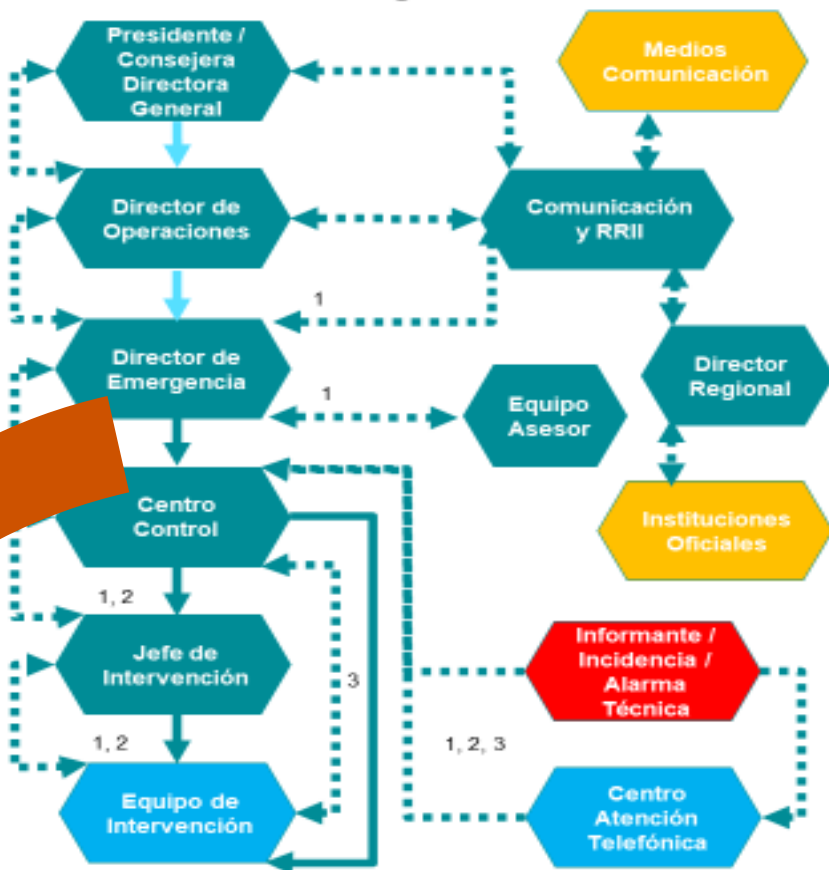 Presidente /
Consejera
Directora
General
Medios
Comunicación
Director de
Operaciones
Comunicación
y RRII
1
Director de
Emergencia
Director
Regional
1
Equipo
Asesor
Centro
Control
Instituciones
Oficiales
1, 2
Jefe de
Intervención
3
Informante /
Incidencia /
Alarma
Técnica
1, 2
1, 2, 3
Equipo de
Intervención
Centro
Atención
Telefónica